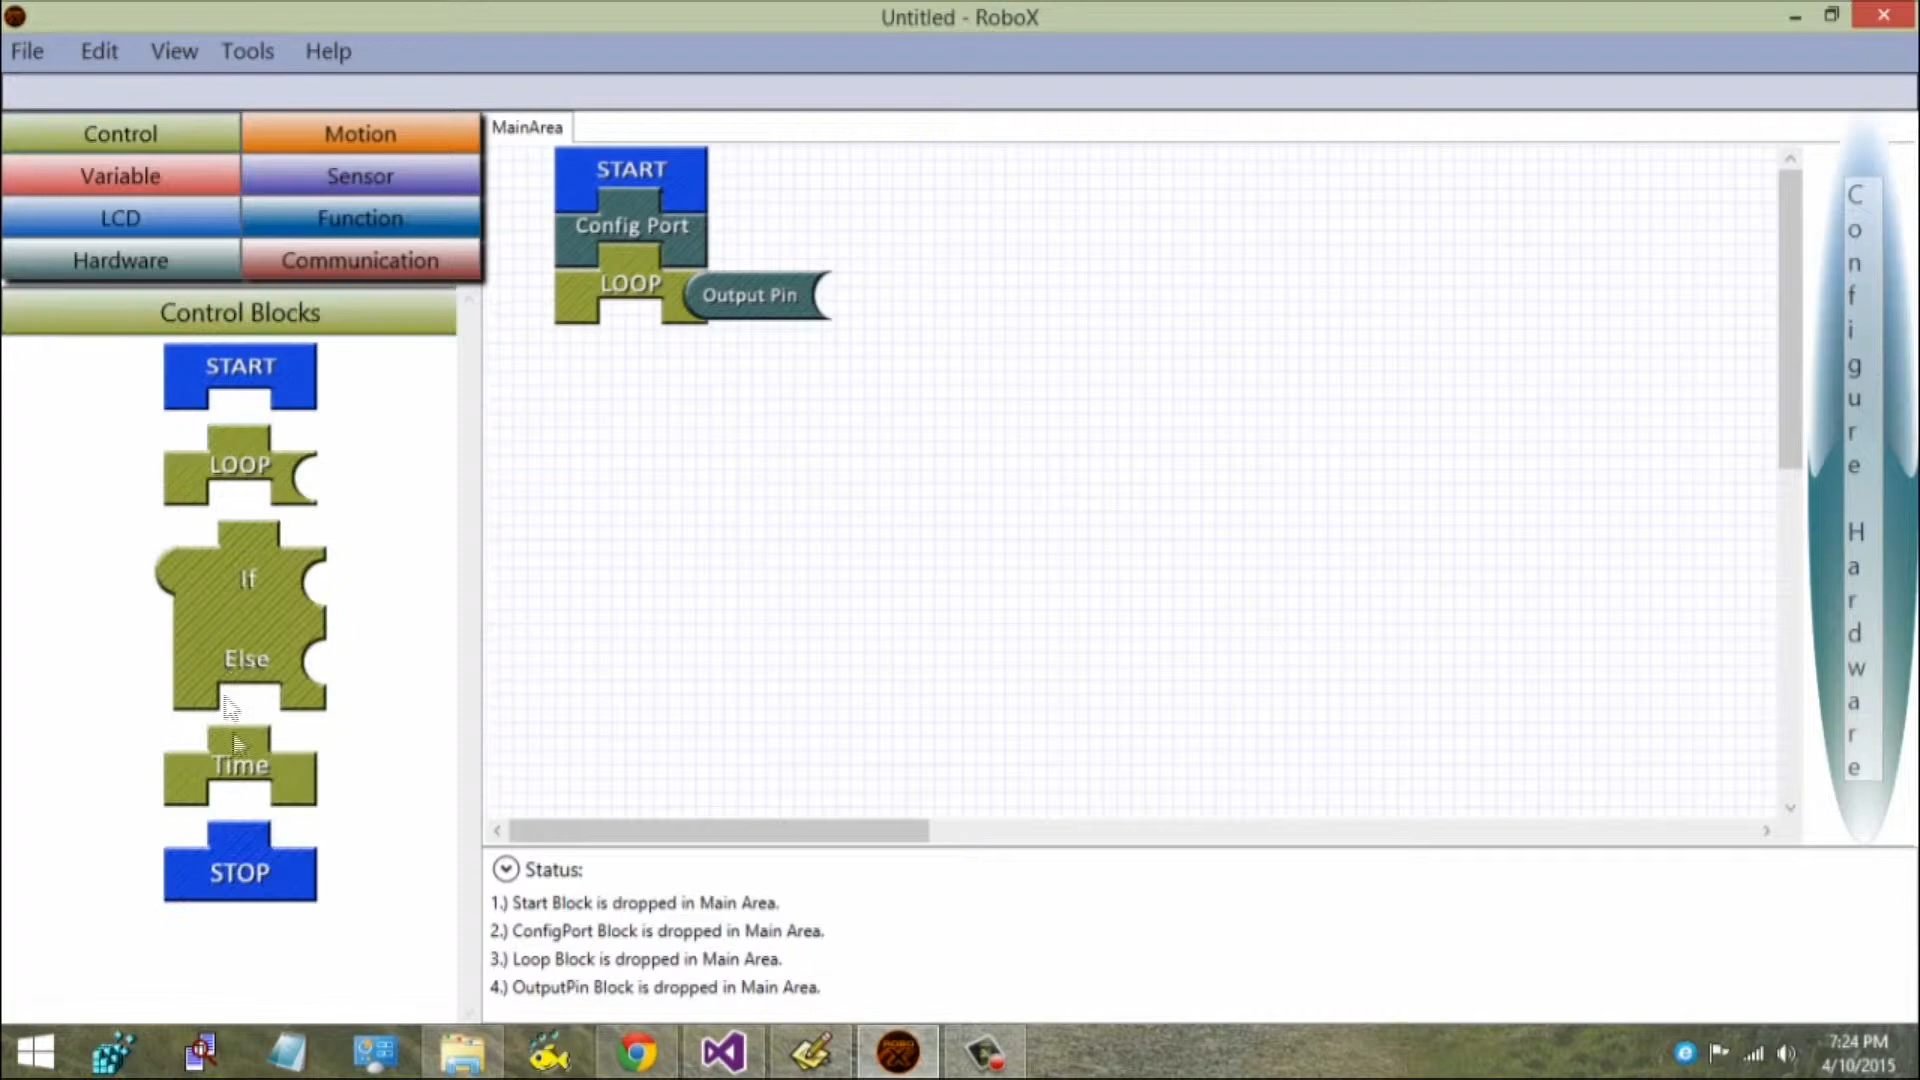 Untitled - RoboX
File Edit View Tools Help
Control Motion
Variable Sensor
LCD Function
Hardware Communication
Control Blocks
START
LOOP
If
Else
Time
STOP
MainArea
START
Config Port
LOOP
Output Pin
Configure Hardware
Status:
1.) Start Block is dropped in Main Area.
2.) ConfigPort Block is dropped in Main Area.
3.) Loop Block is dropped in Main Area.
4.) OutputPin Block is dropped in Main Area.
7:24 PM
4/10/2015